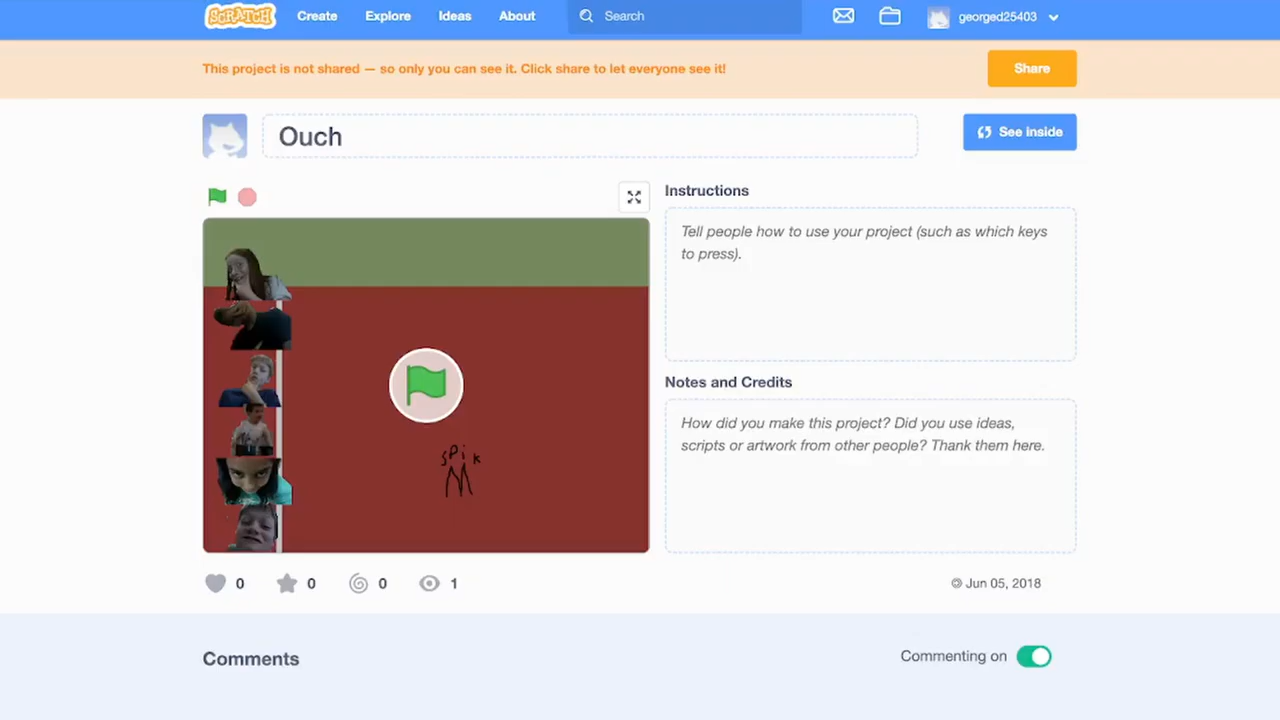 SCRATCH Create Explore Ideas About Search georged25403
This project is not shared — so only you can see it. Click share to let everyone see it! Share
Ouch See inside
Instructions
Tell people how to use your project (such as which keys
to press).
Notes and Credits
How did you make this project? Did you use ideas,
scripts or artwork from other people? Thank them here.
spik
0 0 0 1 © Jun 05, 2018
Comments Commenting on